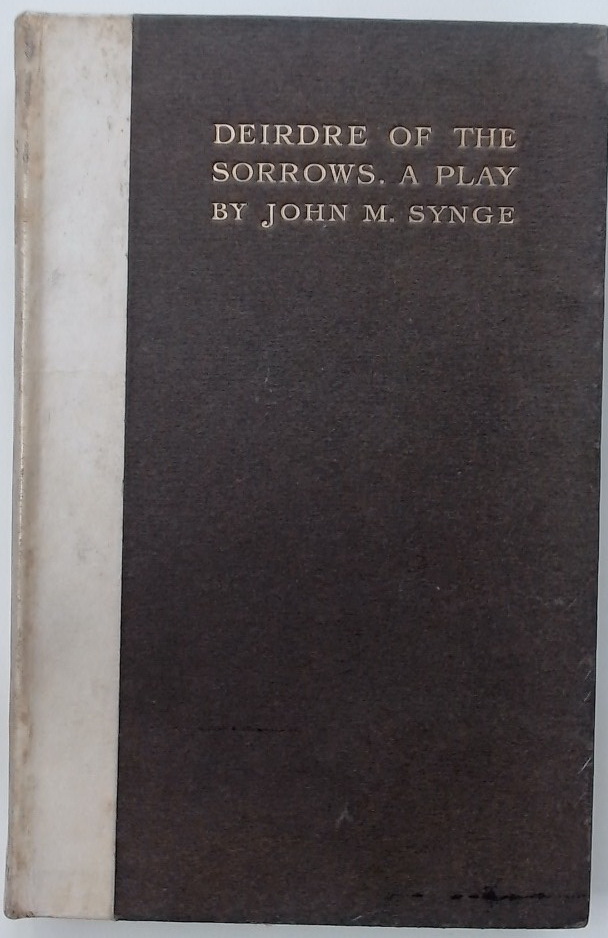 DEIRDRE OF THE
SORROWS. A PLAY
BY JOHN M. SYNGE